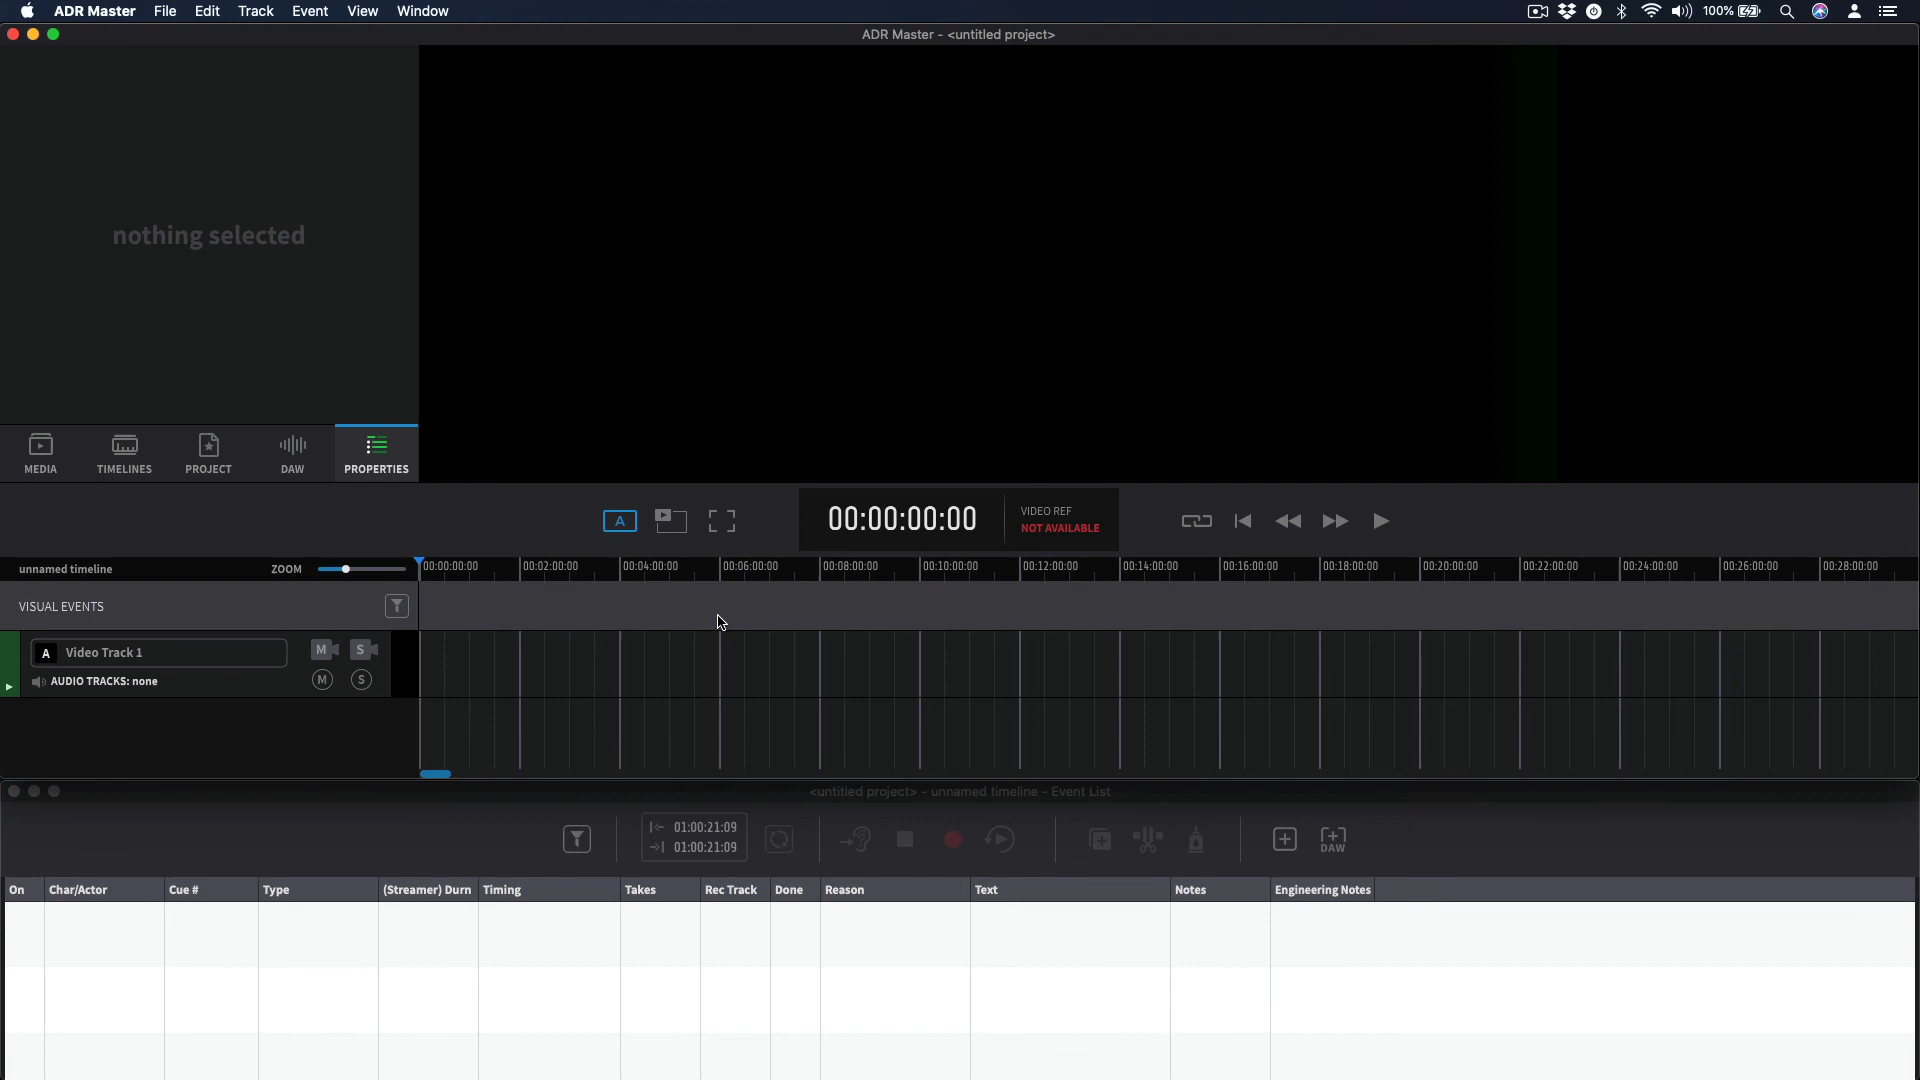 ADR Master File Edit Track Event View Window 100%
ADR Master - <untitled project>
nothing selected
MEDIA TIMELINES PROJECT DAW PROPERTIES
A 00:00:00:00 VIDEO REF
NOT AVAILABLE
unnamed timeline ZOOM 00:00:00:00 00:02:00:00 00:04:00:00 00:06:00:00 00:08:00:00 00:10:00:00 00:12:00:00 00:14:00:00 00:16:00:00 00:18:00:00 00:20:00:00 00:22:00:00 00:24:00:00 00:26:00:00 00:28:00:00
VISUAL EVENTS
A Video Track 1 M S
AUDIO TRACKS: none M S
<untitled project> - unnamed timeline - Event List
01:00:21:09
01:00:21:09
DAW
On Char/Actor Cue # Type (Streamer) Durn Timing Takes Rec Track Done Reason Text Notes Engineering Notes